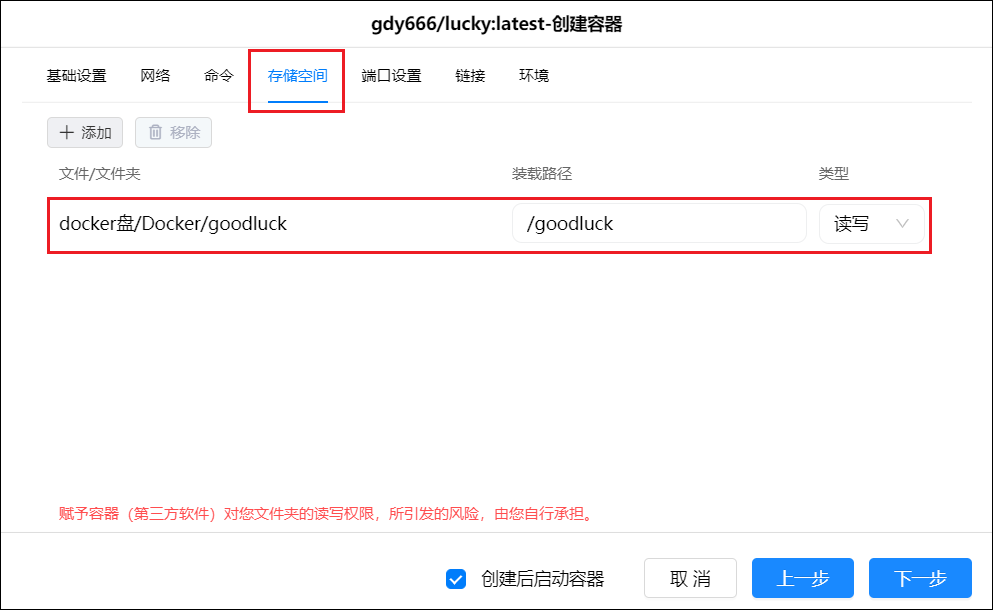 gdy666/lucky:latest-创建容器
基础设置 网络 命令 存储空间 端口设置 链接 环境
添加 移除
文件/文件夹 装载路径 类型
docker盘/Docker/goodluck /goodluck 读写
赋予容器（第三方软件）对您文件夹的读写权限，所引发的风险，由您自行承担。
创建后启动容器 取消 上一步 下一步